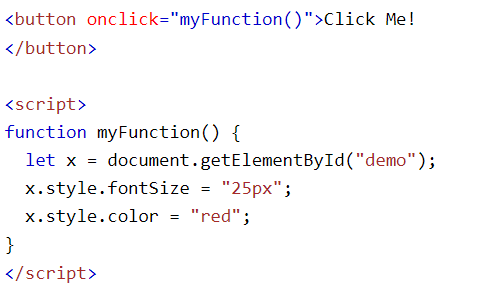 <button onclick="myFunction()">Click Me!
</button>

<script>
function myFunction() {
  let x = document.getElementById("demo");
  x.style.fontSize = "25px";
  x.style.color = "red";
}
</script>